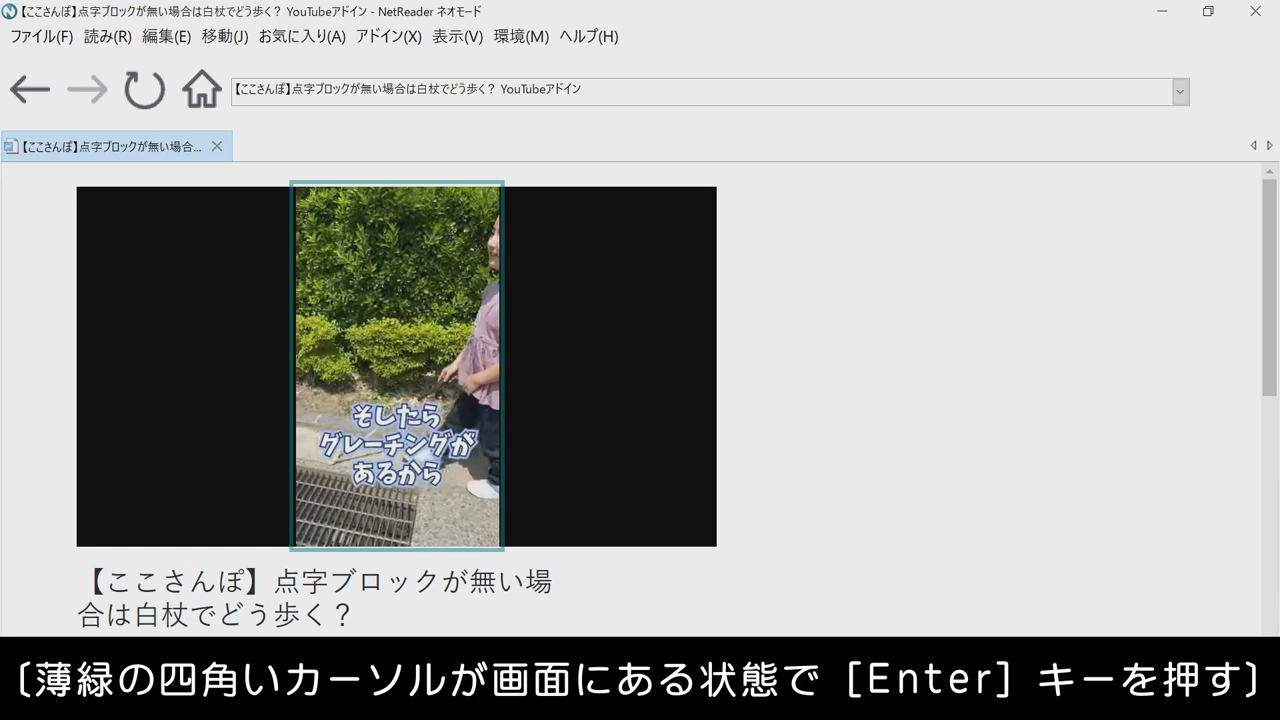 【ここさんぽ】点字ブロックが無い場合は白杖でどう歩く？ YouTubeアドイン - NetReader ネオモード
ファイル(F) 読み(R) 編集(E) 移動(J) お気に入り(A) アドイン(X) 表示(V) 環境(M) ヘルプ(H)
【ここさんぽ】点字ブロックが無い場合は白杖でどう歩く？ YouTubeアドイン
【ここさんぽ】点字ブロックが無い場合...
そしたら
グレーチングが
あるから
【ここさんぽ】点字ブロックが無い場
合は白杖でどう歩く？
〔薄緑の四角いカーソルが画面にある状態で［Enter］キーを押す〕